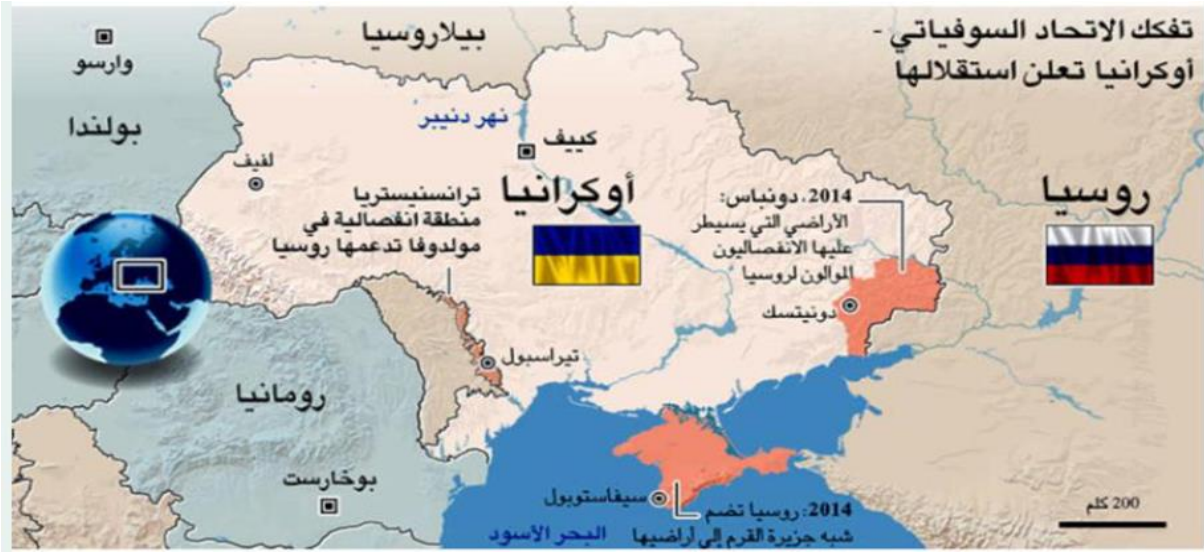 تفكك الاتحاد السوفياتي -
أوكرانيا تعلن استقلالها
بيلاروسيا
وارسو
بولندا
نهر دنيبر
كييف
لفيف
أوكرانيا
روسيا
2014، دونباس:
الأراضي التي يسيطر
عليها الانفصاليون
الموالون لروسيا
دونيتسك
ترانسنيستريا
منطقة انفصالية في
مولدوفا تدعمها روسيا
تيراسبول
رومانيا
بوخارست
سيفاستوبول
2014: روسيا تضم
شبه جزيرة القرم إلى أراضيها
البحر الأسود
200 كلم